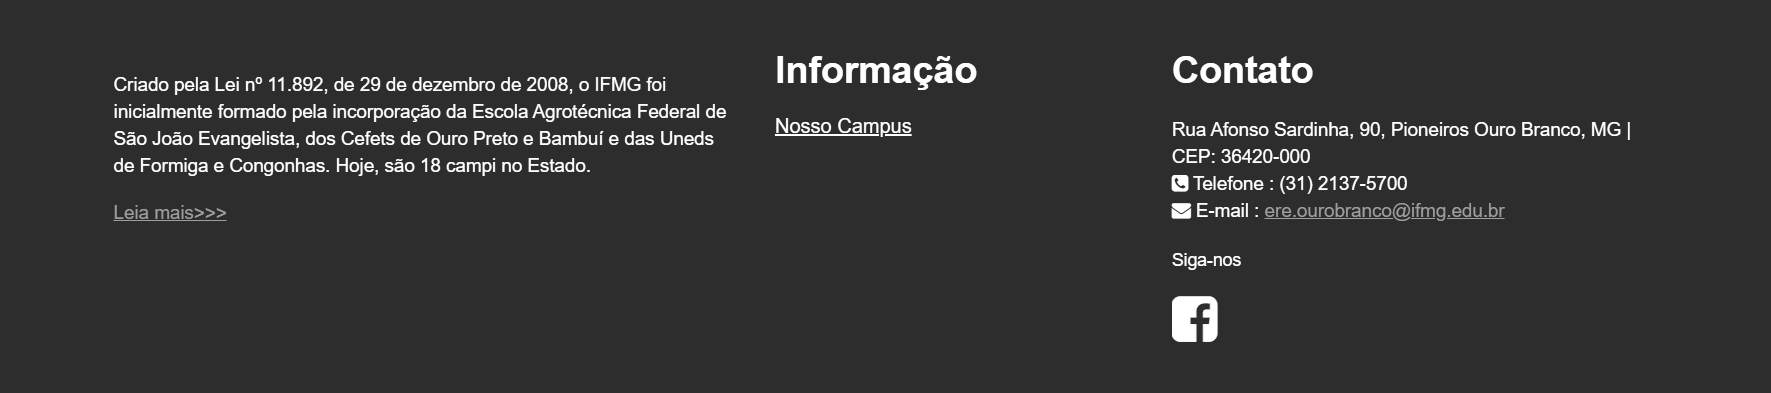 Criado pela Lei nº 11.892, de 29 de dezembro de 2008, o IFMG foi
inicialmente formado pela incorporação da Escola Agrotécnica Federal de
São João Evangelista, dos Cefets de Ouro Preto e Bambuí e das Uneds
de Formiga e Congonhas. Hoje, são 18 campi no Estado.
Leia mais>>>
Informação
Nosso Campus
Contato
Rua Afonso Sardinha, 90, Pioneiros Ouro Branco, MG |
CEP: 36420-000
Telefone : (31) 2137-5700
E-mail : ere.ourobranco@ifmg.edu.br
Siga-nos